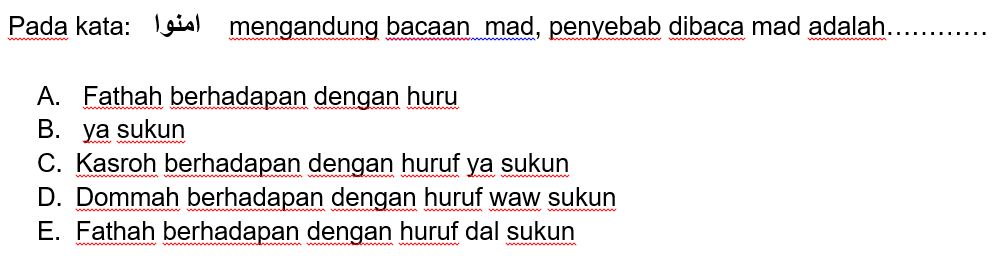 Pada kata: امنوا mengandung bacaan mad, penyebab dibaca mad adalah............
A. Fathah berhadapan dengan huru
B. ya sukun
C. Kasroh berhadapan dengan huruf ya sukun
D. Dommah berhadapan dengan huruf waw sukun
E. Fathah berhadapan dengan huruf dal sukun